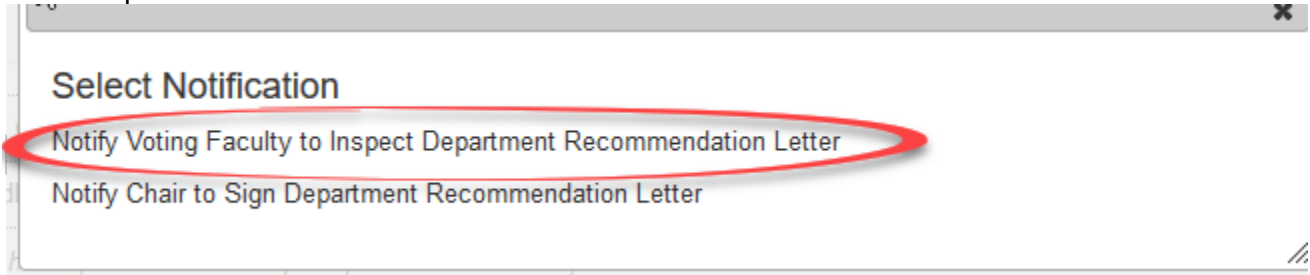 Select Notification
Notify Voting Faculty to Inspect Department Recommendation Letter
Notify Chair to Sign Department Recommendation Letter